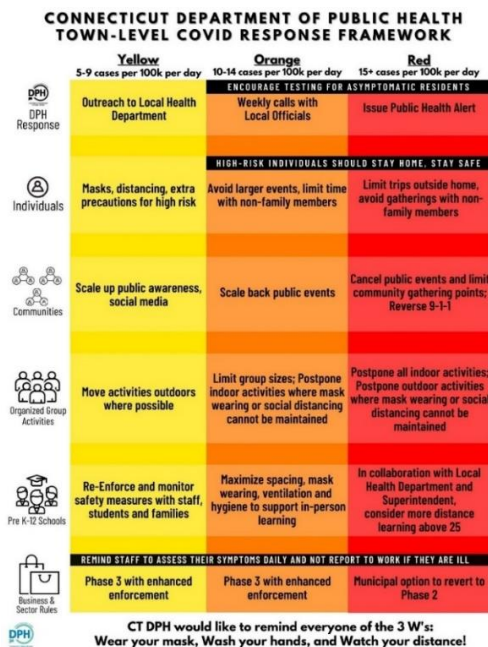 CONNECTICUT DEPARTMENT OF PUBLIC HEALTH
TOWN-LEVEL COVID RESPONSE FRAMEWORK
Yellow
5-9 cases per 100k per day
Orange
10-14 cases per 100k per day
Red
15+ cases per 100k per day
DPH
DPH
Response
ENCOURAGE TESTING FOR ASYMPTOMATIC RESIDENTS
Outreach to Local Health
Department
Weekly calls with
Local Officials
Issue Public Health Alert
HIGH-RISK INDIVIDUALS SHOULD STAY HOME, STAY SAFE
Individuals
Masks, distancing, extra
precautions for high risk
Avoid larger events, limit time
with non-family members
Limit trips outside home,
avoid gatherings with non-
family members
Communities
Scale up public awareness,
social media
Scale back public events
Cancel public events and limit
community gathering points;
Reverse 9-1-1
Organized Group
Activities
Move activities outdoors
where possible
Limit group sizes; Postpone
indoor activities where mask
wearing or social distancing
cannot be maintained
Postpone all indoor activities;
Postpone outdoor activities
where mask wearing or social
distancing cannot be
maintained
Pre K-12 Schools
Re-Enforce and monitor
safety measures with staff,
students and families
Maximize spacing, mask
wearing, ventilation and
hygiene to support in-person
learning
In collaboration with Local
Health Department and
Superintendent,
consider more distance
learning above 25
REMIND STAFF TO ASSESS THEIR SYMPTOMS DAILY AND NOT REPORT TO WORK IF THEY ARE ILL
Business &
Sector Rules
Phase 3 with enhanced
enforcement
Phase 3 with enhanced
enforcement
Municipal option to revert to
Phase 2
DPH
CT DPH would like to remind everyone of the 3 W's:
Wear your mask, Wash your hands, and Watch your distance!